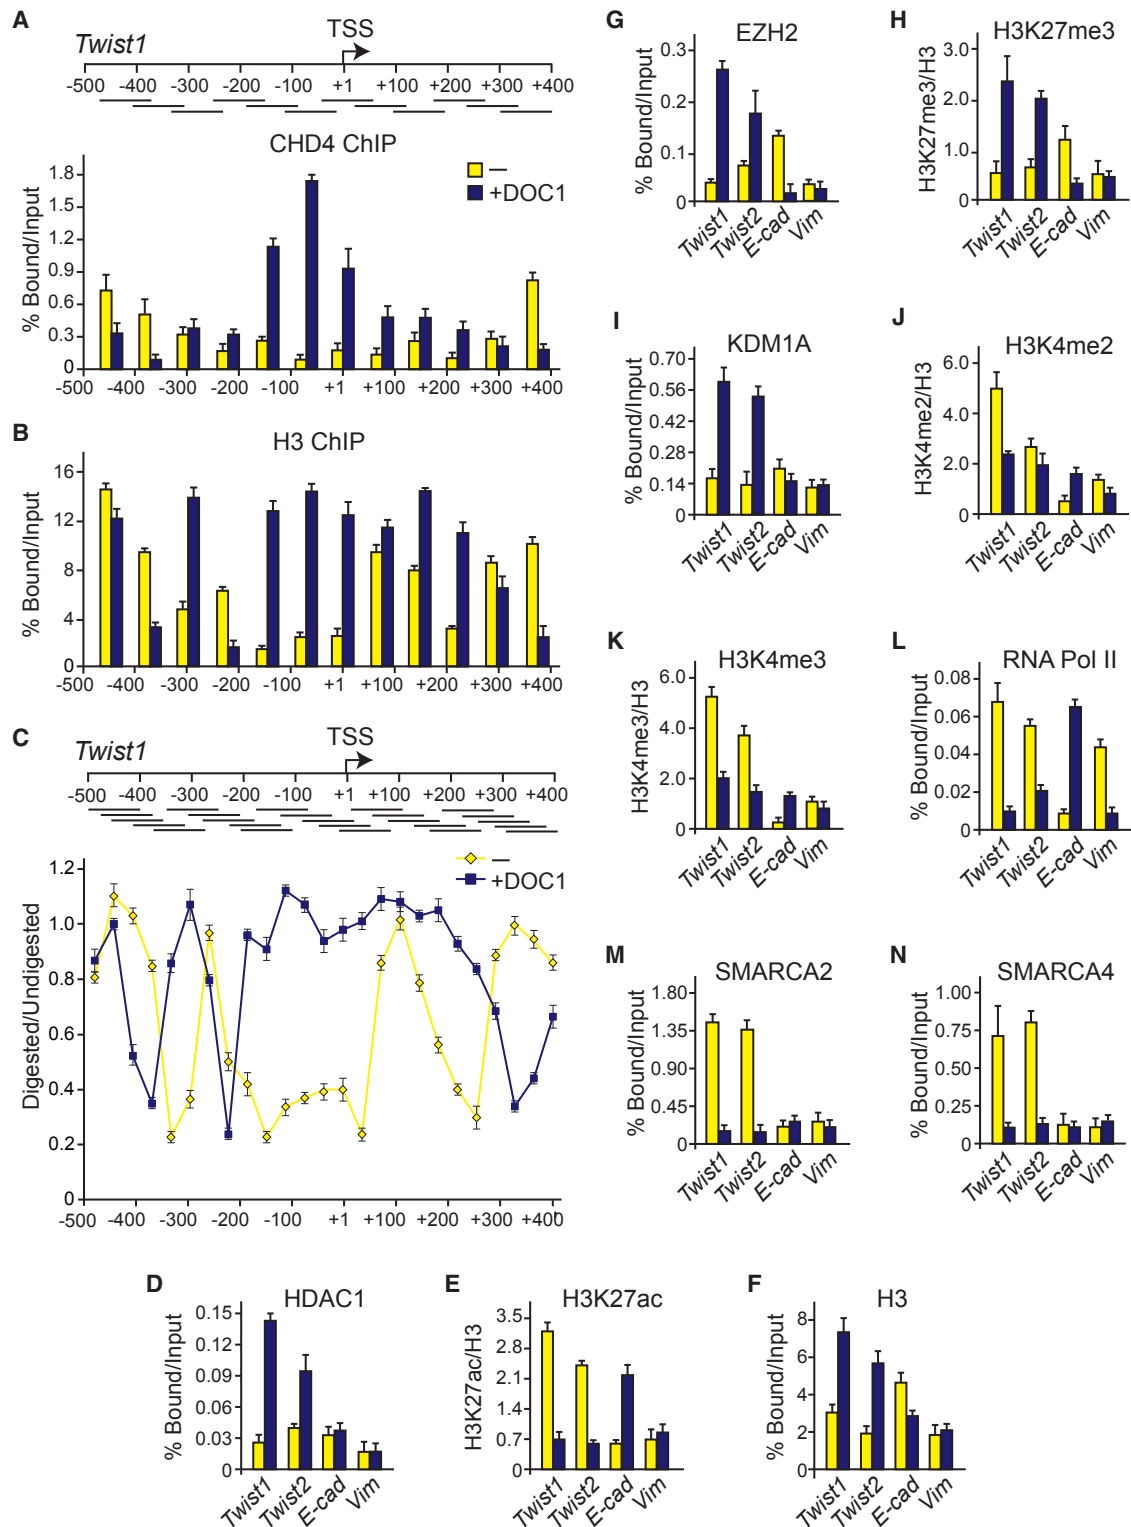 A
Twist1
TSS
-500 -400 -300 -200 -100 +1 +100 +200 +300 +400
CHD4 ChIP
–
+DOC1
% Bound/Input
1.8
1.5
1.2
0.9
0.6
0.3
0
-500 -400 -300 -200 -100 +1 +100 +200 +300 +400
B
H3 ChIP
% Bound/Input
16
12
8
4
0
-500 -400 -300 -200 -100 +1 +100 +200 +300 +400
C
Twist1
TSS
-500 -400 -300 -200 -100 +1 +100 +200 +300 +400
–
+DOC1
Digested/Undigested
1.2
1.0
0.8
0.6
0.4
0.2
0
-500 -400 -300 -200 -100 +1 +100 +200 +300 +400
D
HDAC1
% Bound/Input
0.15
0.12
0.09
0.06
0.03
0
Twist1 Twist2 E-cad Vim
E
H3K27ac
H3K27ac/H3
3.5
2.8
2.1
1.4
0.7
0
Twist1 Twist2 E-cad Vim
F
H3
% Bound/Input
8
6
4
2
0
Twist1 Twist2 E-cad Vim
G
EZH2
% Bound/Input
0.3
0.2
0.1
0
Twist1 Twist2 E-cad Vim
H
H3K27me3
H3K27me3/H3
3.0
2.0
1.0
0
Twist1 Twist2 E-cad Vim
I
KDM1A
% Bound/Input
0.70
0.56
0.42
0.28
0.14
0
Twist1 Twist2 E-cad Vim
J
H3K4me2
H3K4me2/H3
6.0
4.0
2.0
0
Twist1 Twist2 E-cad Vim
K
H3K4me3
H3K4me3/H3
6.0
4.0
2.0
0
Twist1 Twist2 E-cad Vim
L
RNA Pol II
% Bound/Input
0.08
0.06
0.04
0.02
0
Twist1 Twist2 E-cad Vim
M
SMARCA2
% Bound/Input
1.80
1.35
0.90
0.45
0
Twist1 Twist2 E-cad Vim
N
SMARCA4
% Bound/Input
1.00
0.75
0.50
0.25
0
Twist1 Twist2 E-cad Vim